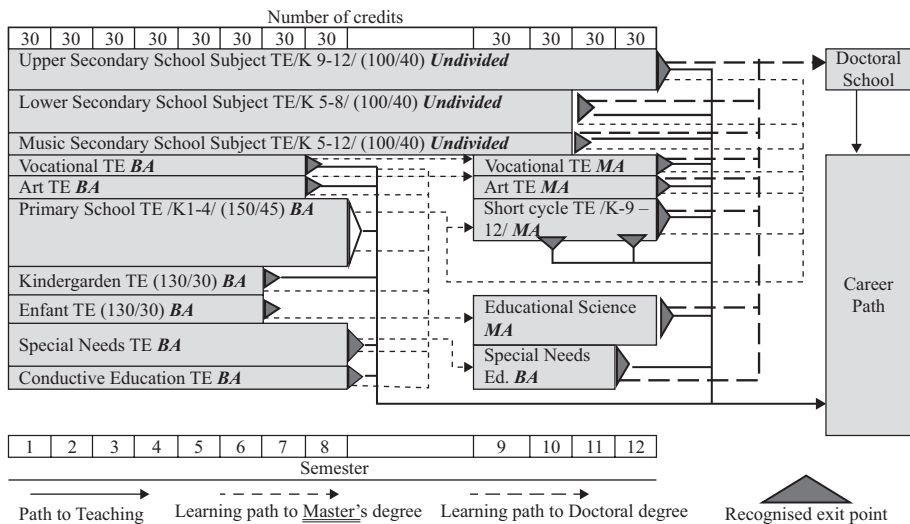 Number of credits
30 30 30 30 30 30 30 30 30 30 30 30
Upper Secondary School Subject TE/K 9-12/ (100/40) Undivided
Doctoral
School
Lower Secondary School Subject TE/K 5-8/ (100/40) Undivided
Music Secondary School Subject TE/K 5-12/ (100/40) Undivided
Vocational TE BA
Vocational TE MA
Art TE BA
Art TE MA
Primary School TE /K1-4/ (150/45) BA
Short cycle TE /K-9 –
12/ MA
Kindergarden TE (130/30) BA
Career
Path
Enfant TE (130/30) BA
Educational Science
MA
Special Needs TE BA
Special Needs
Ed. BA
Conductive Education TE BA
1 2 3 4 5 6 7 8 9 10 11 12
Semester
Path to Teaching
Learning path to Master's degree
Learning path to Doctoral degree
Recognised exit point